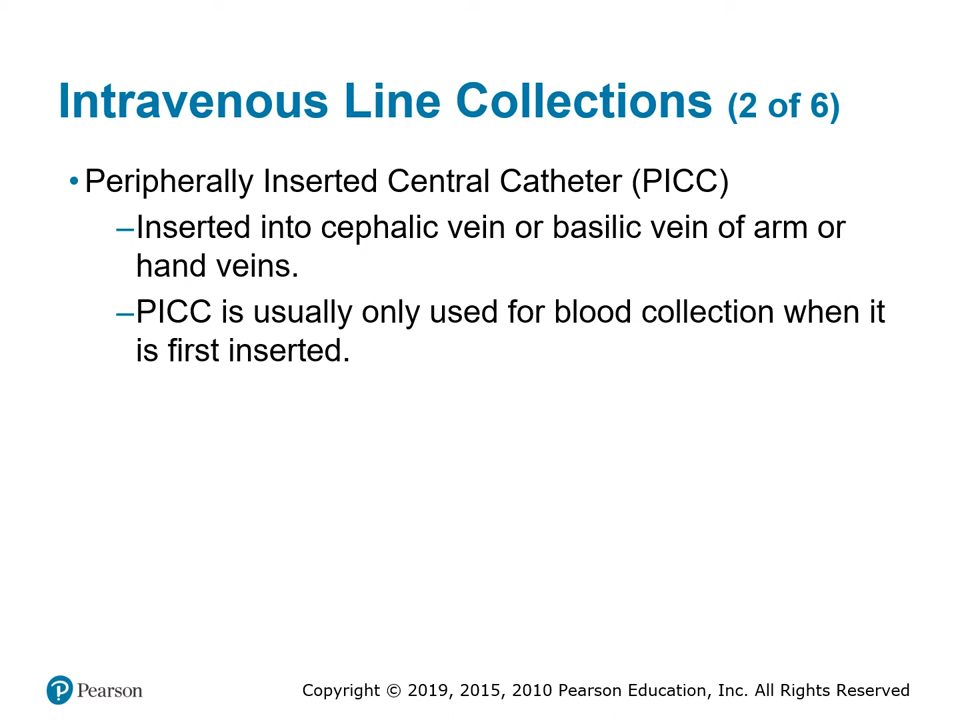 Intravenous Line Collections (2 of 6)
• Peripherally Inserted Central Catheter (PICC)
–Inserted into cephalic vein or basilic vein of arm or
hand veins.
–PICC is usually only used for blood collection when it
is first inserted.
Pearson
Copyright © 2019, 2015, 2010 Pearson Education, Inc. All Rights Reserved